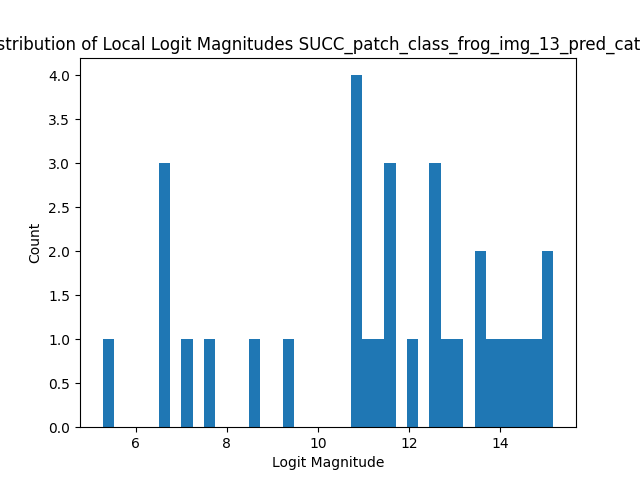 stribution of Local Logit Magnitudes SUCC_patch_class_frog_img_13_pred_cat
4.0
3.5
3.0
2.5
2.0
1.5
1.0
0.5
0.0
Count
6 8 10 12 14
Logit Magnitude